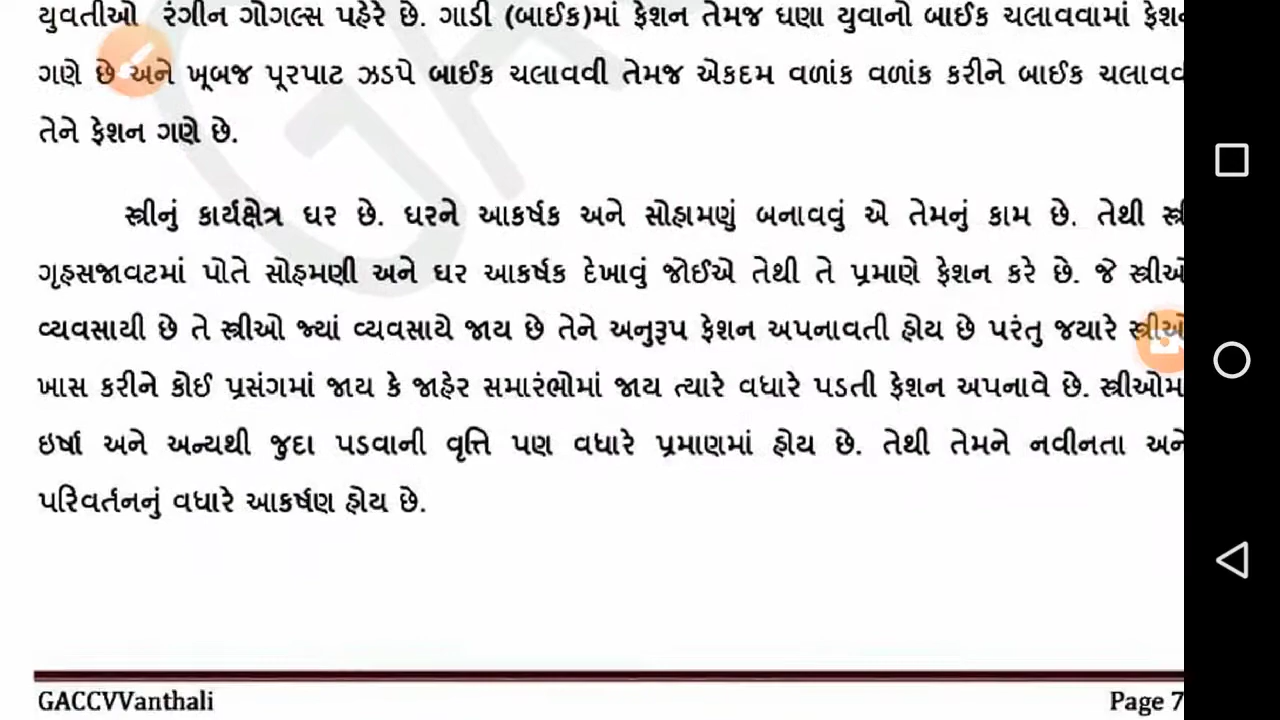 યુવતીઓ રંગીન ગોગલ્સ પહેરે છે. ગાડી (બાઈક)માં ફેશન તેમજ ઘણા યુવાનો બાઈક ચલાવવામાં
ગણે છે અને ખૂબજ પૂરપાટ ઝડપે બાઈક ચલાવવી તેમજ એકદમ વળાંક વળાંક કરીને બાઈક
તેને ફેશન ગણે છે.
સ્ત્રીનું કાર્યક્ષેત્ર ઘર છે. ઘરને આકર્ષક અને સોહામણું બનાવવું એ તેમનું કામ છે. તેથી
ગૃહસજાવટમાં પોતે સોહમણી અને ઘર આકર્ષક દેખાવું જોઈએ તેથી તે પ્રમાણે ફેશન કરે છે. જે સ્ત્રીઓ
વ્યવસાયી છે તે સ્ત્રીઓ જ્યાં વ્યવસાયે જાય છે તેને અનુરૂપ ફેશન અપનાવતી હોય છે પરંતુ જયારે
ખાસ કરીને કોઈ પ્રસંગમાં જાય કે જાહેર સમારંભોમાં જાય ત્યારે વધારે પડતી ફેશન અપનાવે છે.
ઇર્ષા અને અન્યથી જુદા પડવાની વૃત્તિ પણ વધારે પ્રમાણમાં હોય છે. તેથી તેમને નવીનતા અને
પરિવર્તનનું વધારે આકર્ષણ હોય છે.
GACCVVanthali Page 7